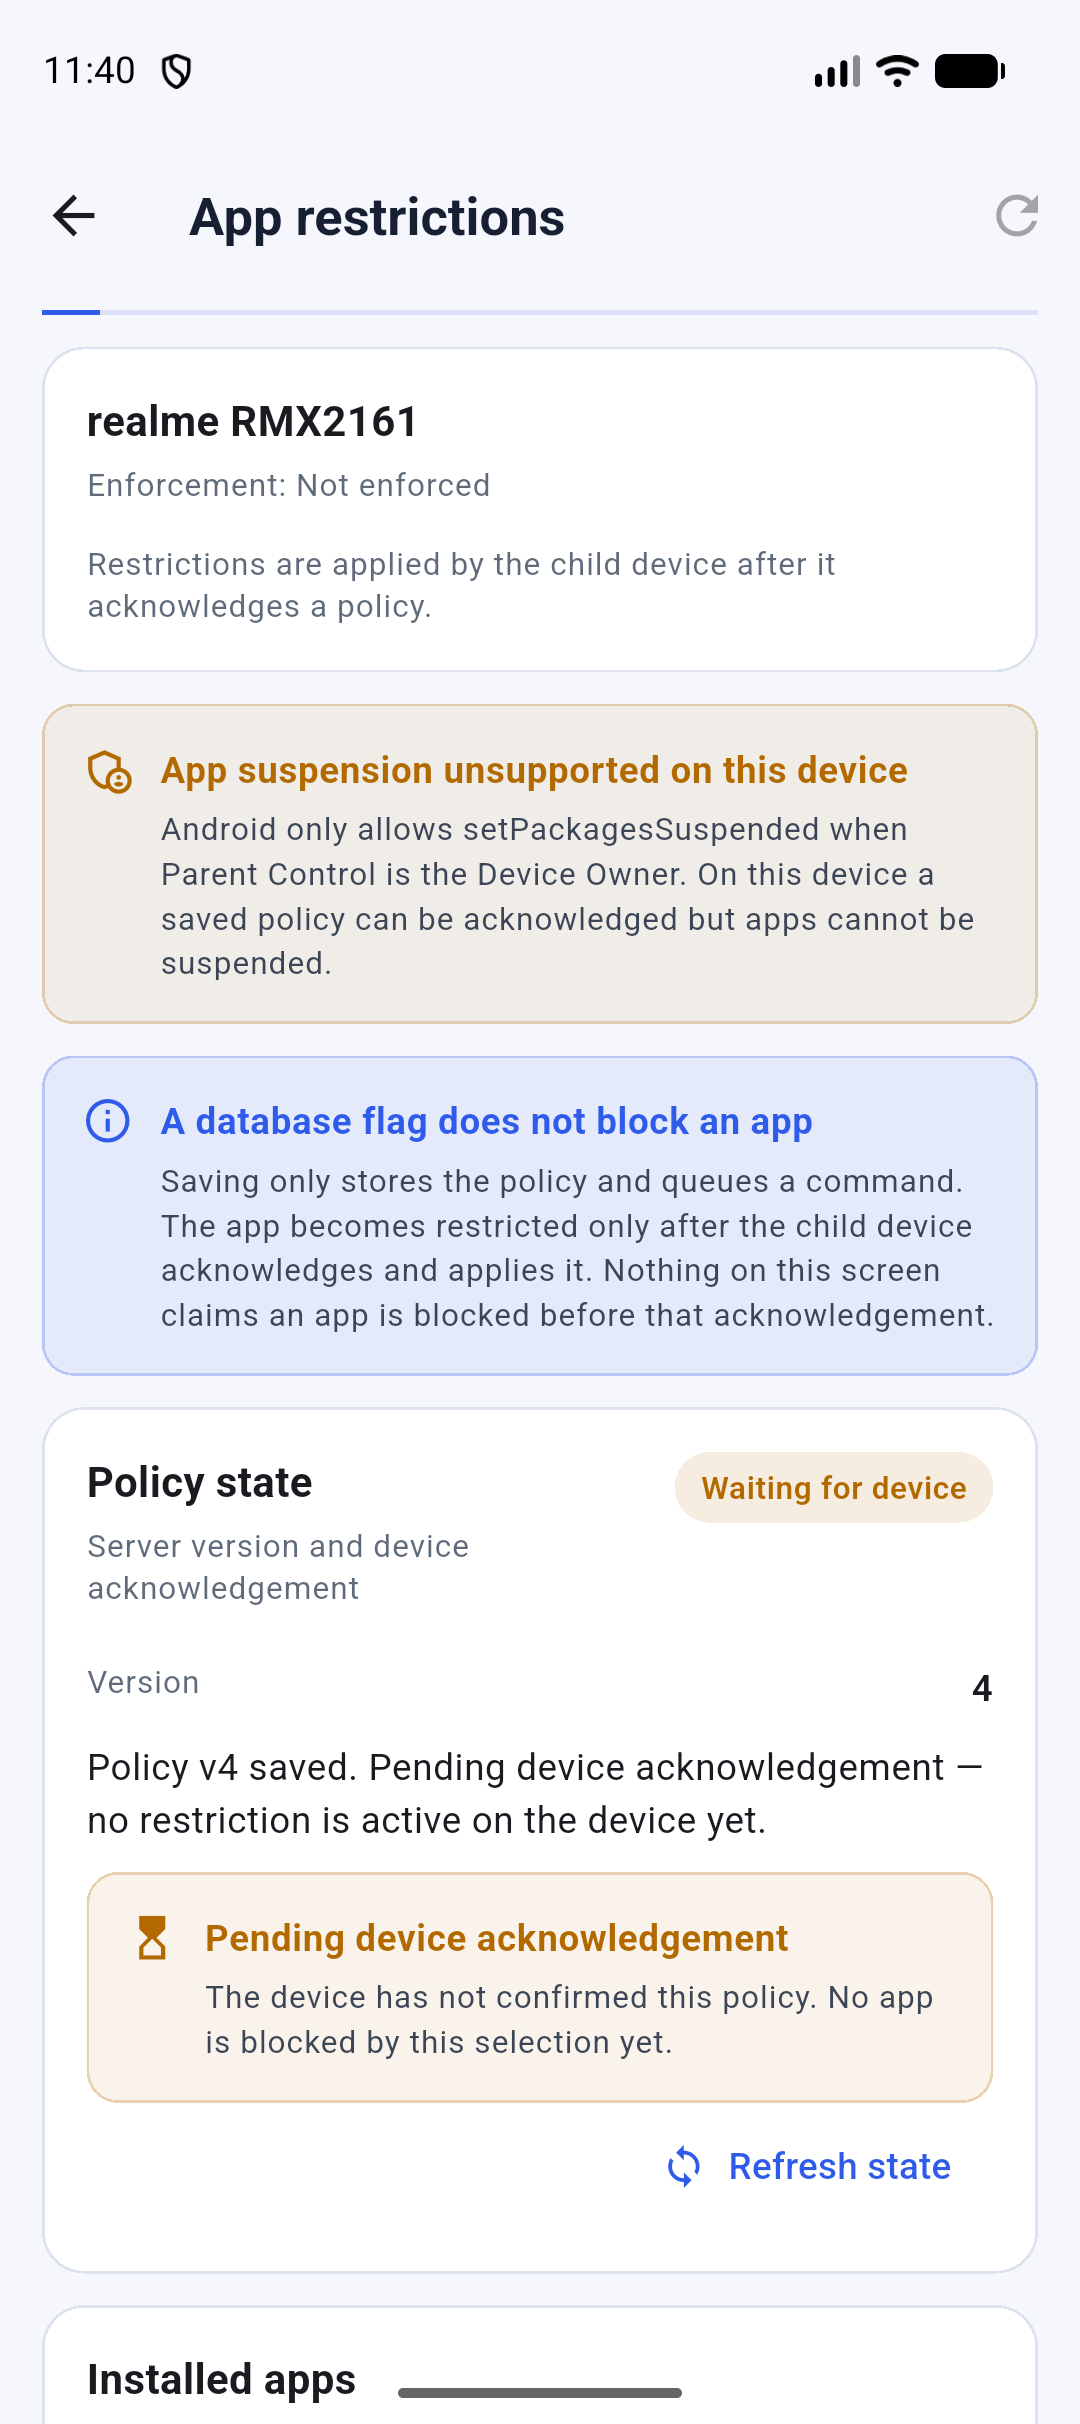 11:40
App restrictions
realme RMX2161
Enforcement: Not enforced
Restrictions are applied by the child device after it
acknowledges a policy.
App suspension unsupported on this device
Android only allows setPackagesSuspended when
Parent Control is the Device Owner. On this device a
saved policy can be acknowledged but apps cannot be
suspended.
A database flag does not block an app
Saving only stores the policy and queues a command.
The app becomes restricted only after the child device
acknowledges and applies it. Nothing on this screen
claims an app is blocked before that acknowledgement.
Policy state
Waiting for device
Server version and device
acknowledgement
Version
4
Policy v4 saved. Pending device acknowledgement —
no restriction is active on the device yet.
Pending device acknowledgement
The device has not confirmed this policy. No app
is blocked by this selection yet.
Refresh state
Installed apps